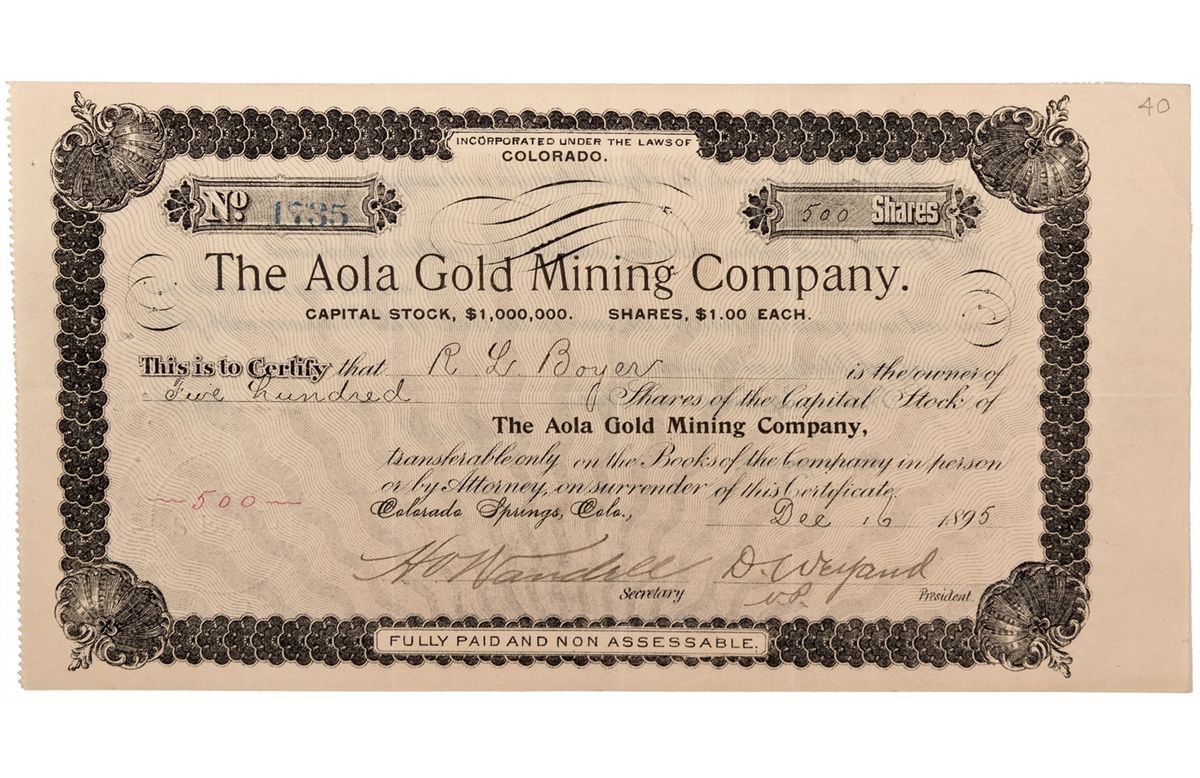 40
INCORPORATED UNDER THE LAWS OF
COLORADO.
No. 1735
500 Shares
The Aola Gold Mining Company.
CAPITAL STOCK, $1,000,000. SHARES, $1.00 EACH.
This is to Certify that R L Boyer is the owner of
Five hundred Shares of the Capital Stock of
The Aola Gold Mining Company,
transferable only on the Books of the Company in person
or by Attorney, on surrender of this Certificate.
—500—
Colorado Springs, Colo., Dec 16 1895
D. Weyand
Secretary V.P. President.
FULLY PAID AND NON ASSESSABLE.